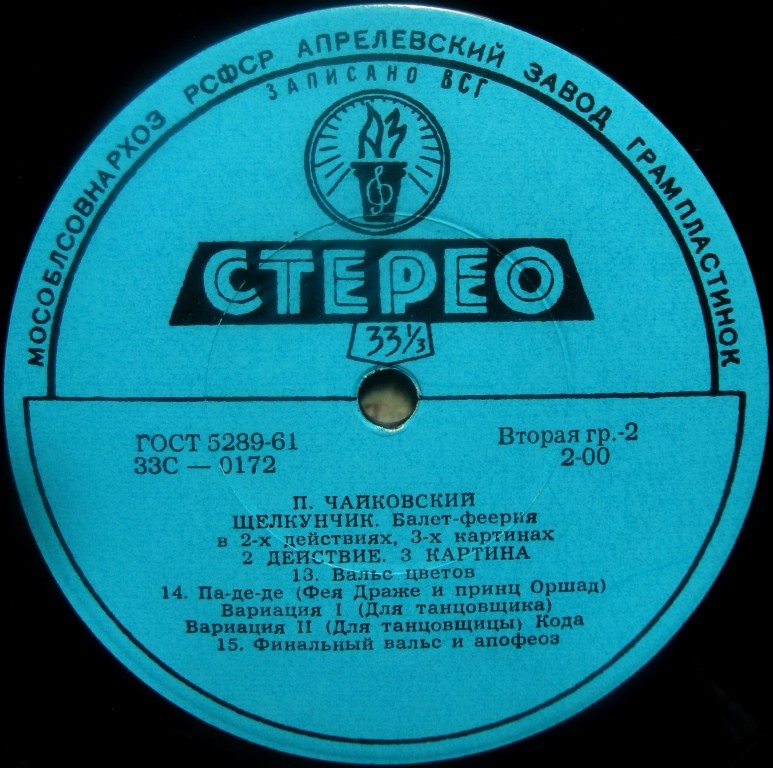 МОСОБЛСОВНАРХОЗ РСФСР АПРЕЛЕВСКИЙ ЗАВОД ГРАМПЛАСТИНОК
ЗАПИСАНО ВСГ
АЗ
СТЕРЕО
33⅓
ГОСТ 5289-61
33С — 0172
Вторая гр.-2
2-00
П. ЧАЙКОВСКИЙ
ЩЕЛКУНЧИК. Балет-феерия
в 2-х действиях, 3-х картинах
2 ДЕЙСТВИЕ. 3 КАРТИНА
13. Вальс цветов
14. Па-де-де (Фея Драже и принц Оршад)
Вариация I (Для танцовщика)
Вариация II (Для танцовщицы) Кода
15. Финальный вальс и апофеоз